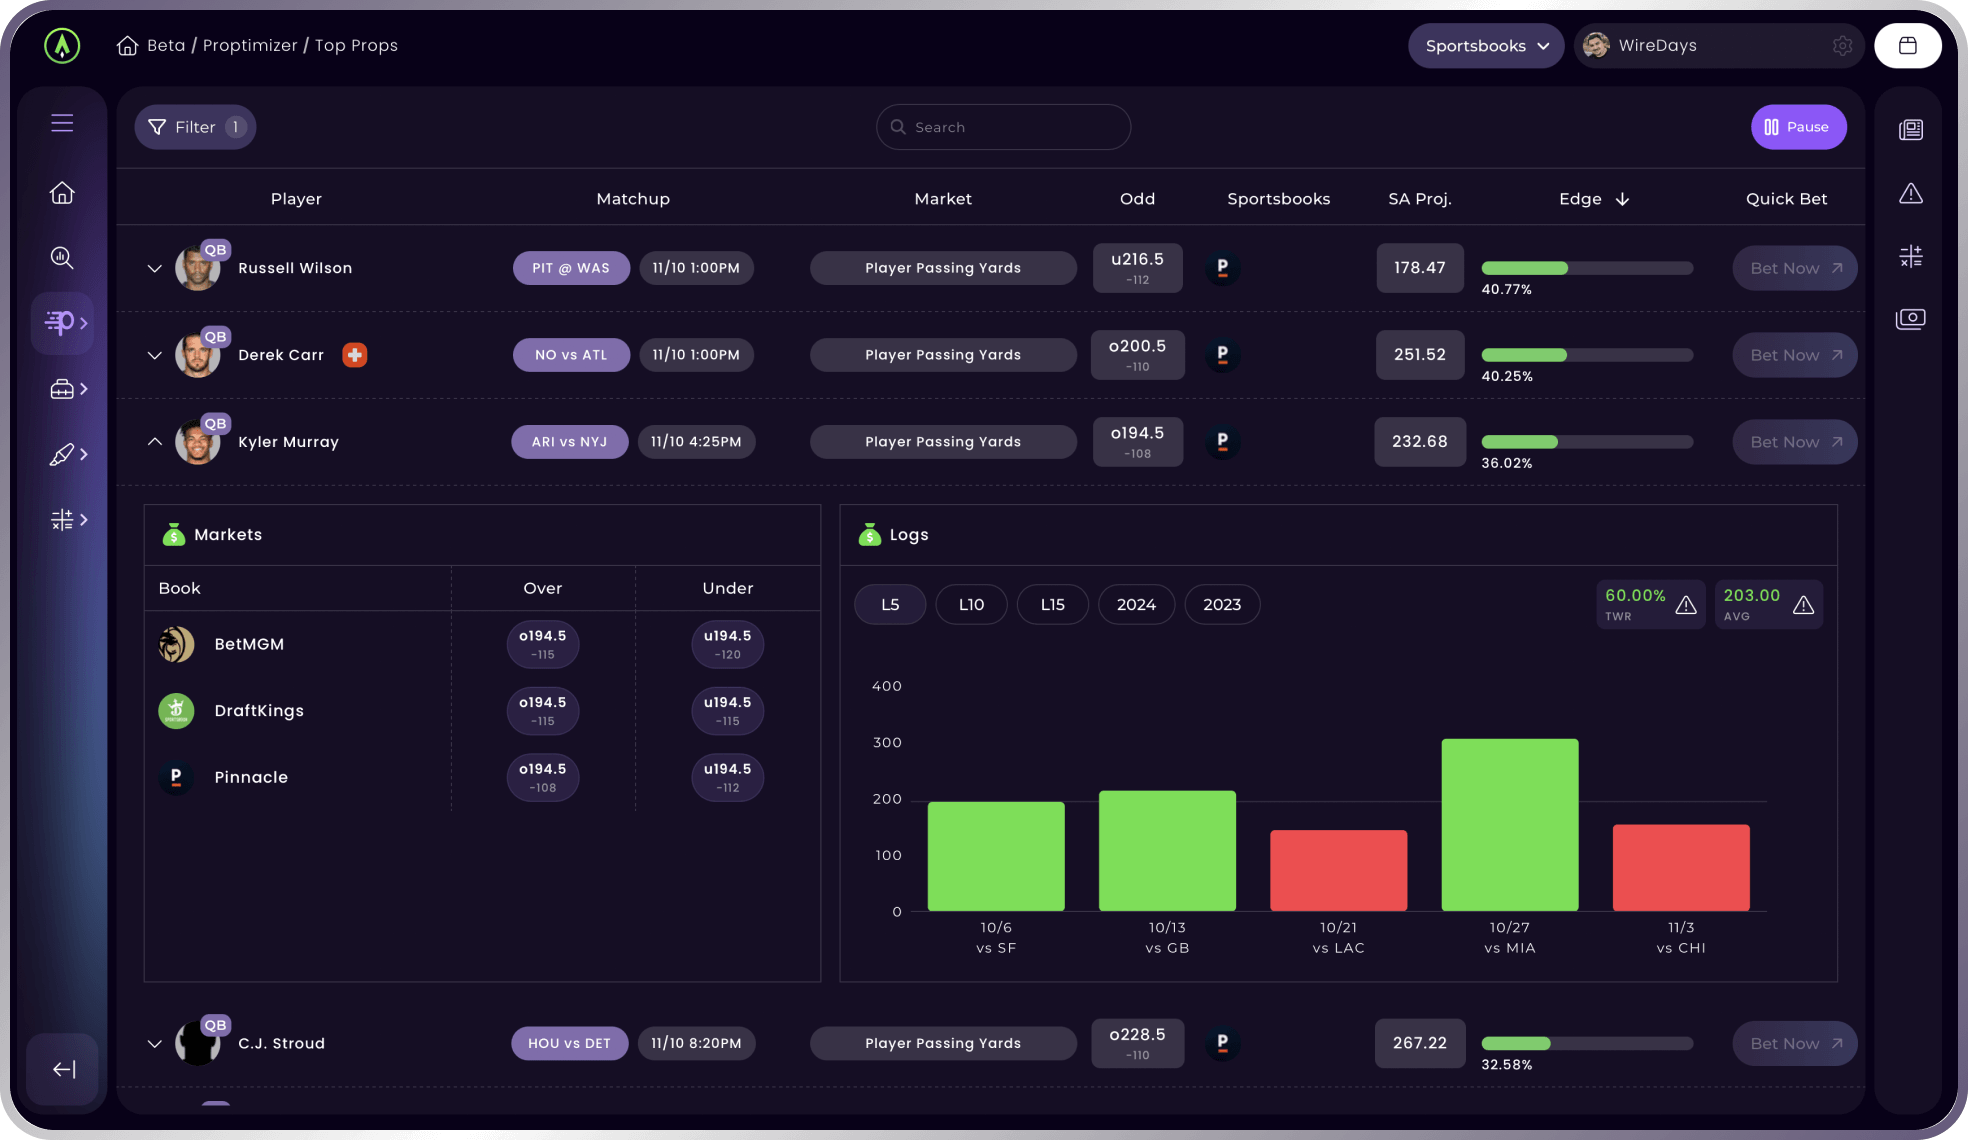 Beta / Proptimizer / Top Props
Sportsbooks
WireDays
Filter 1
Search
Pause
Player Matchup Market Odd Sportsbooks SA Proj. Edge Quick Bet
QB
Russell Wilson
PIT @ WAS
11/10 1:00PM
Player Passing Yards
u216.5
-112
P
178.47
40.77%
Bet Now
QB
Derek Carr
NO vs ATL
11/10 1:00PM
Player Passing Yards
o200.5
-110
P
251.52
40.25%
Bet Now
QB
Kyler Murray
ARI vs NYJ
11/10 4:25PM
Player Passing Yards
o194.5
-108
P
232.68
36.02%
Bet Now
Markets
Book Over Under
BetMGM
o194.5
-115
u194.5
-120
DraftKings
o194.5
-115
u194.5
-115
P
Pinnacle
o194.5
-108
u194.5
-112
Logs
L5 L10 L15 2024 2023
60.00%
TWR
203.00
AVG
400
300
200
100
0
10/6
vs SF
10/13
vs GB
10/21
vs LAC
10/27
vs MIA
11/3
vs CHI
QB
C.J. Stroud
HOU vs DET
11/10 8:20PM
Player Passing Yards
o228.5
-110
P
267.22
32.58%
Bet Now